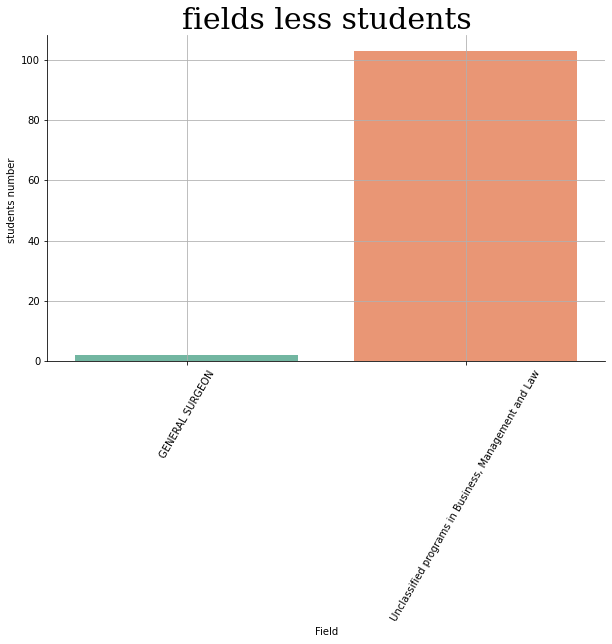 fields less students
students number
100
80
60
40
20
0
GENERAL SURGEON
Unclassified programs in Business, Management and Law
Field